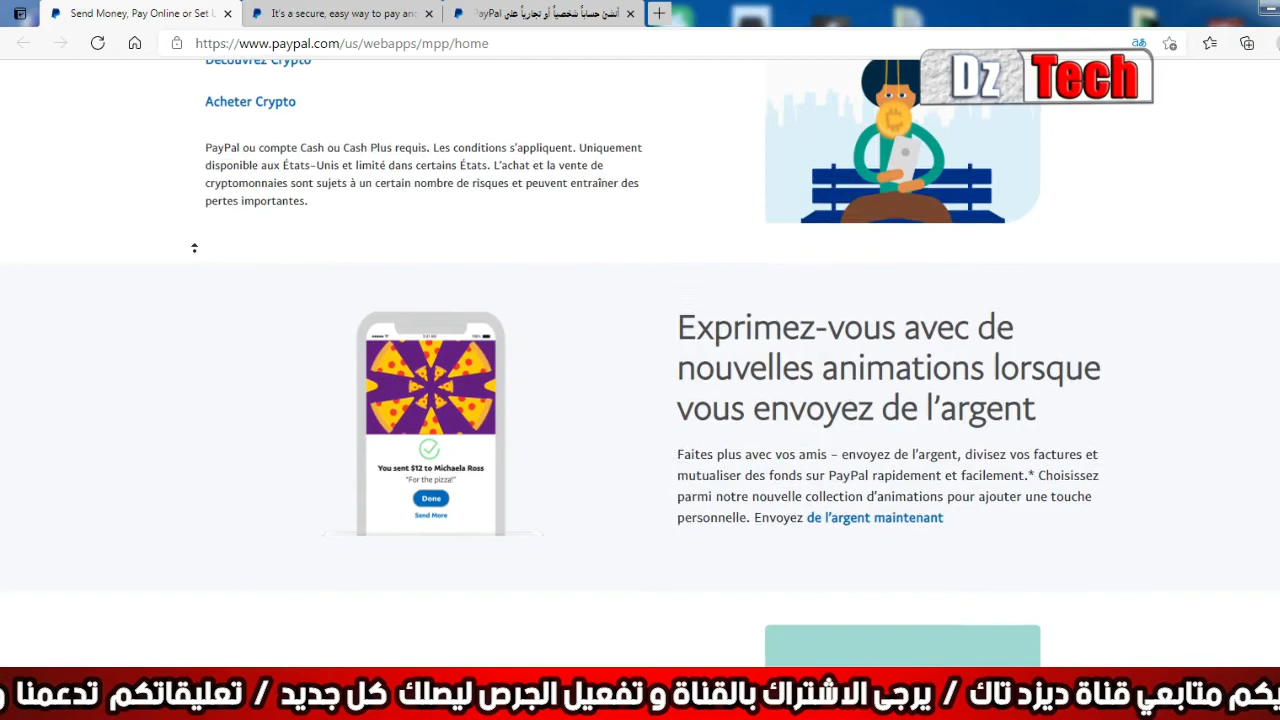 Send Money, Pay Online or Set U
It's a secure, easy way to pay and
أنشئ حساباً شخصياً أو تجارياً على PayPal
https://www.paypal.com/us/webapps/mpp/home
Dz Tech
Découvrez Crypto
Acheter Crypto
PayPal ou compte Cash ou Cash Plus requis. Les conditions s'appliquent. Uniquement
disponible aux États-Unis et limité dans certains États. L'achat et la vente de
cryptomonnaies sont sujets à un certain nombre de risques et peuvent entraîner des
pertes importantes.
Exprimez-vous avec de
nouvelles animations lorsque
vous envoyez de l'argent
Faites plus avec vos amis – envoyez de l'argent, divisez vos factures et
mutualiser des fonds sur PayPal rapidement et facilement.* Choisissez
parmi notre nouvelle collection d'animations pour ajouter une touche
personnelle. Envoyez de l'argent maintenant
You sent $12 to Michaela Ross
"For the pizza!"
Done
Send More
يكم متابعي قناة ديزد تاك / يرجى الاشتراك بالقناة و تفعيل الجرص ليصلك كل جديد / تعليقاتكم تدعمنا و